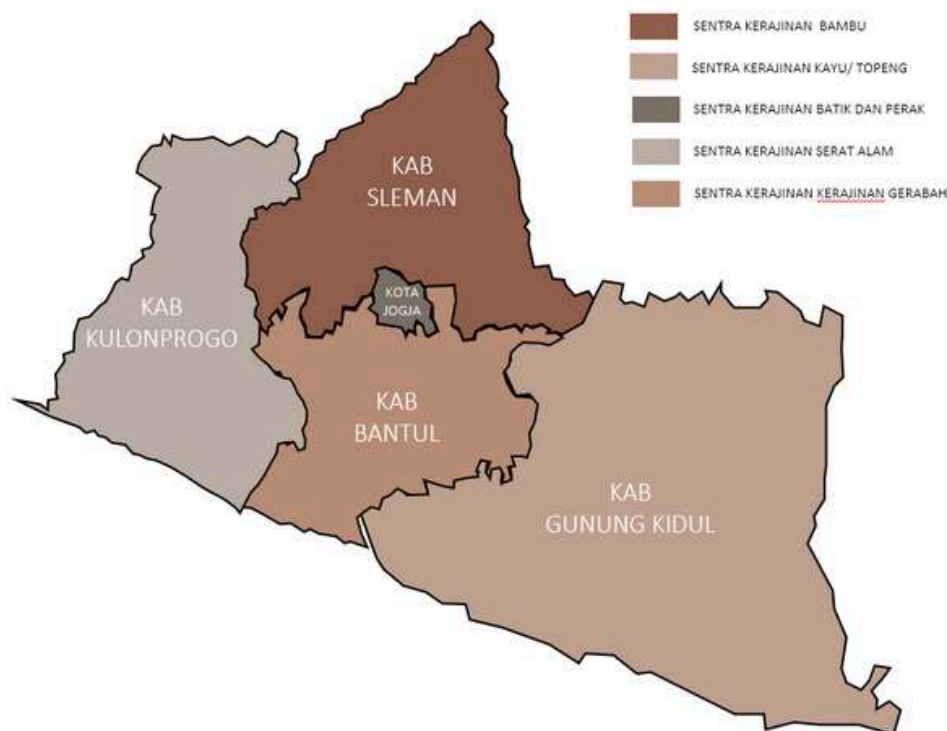 SENTRA KERAJINAN BAMBU
SENTRA KERAJINAN KAYU/ TOPENG
SENTRA KERAJINAN BATIK DAN PERAK
SENTRA KERAJINAN SERAT ALAM
SENTRA KERAJINAN KERAJINAN GERABAH
KAB
SLEMAN
KOTA
JOGJA
KAB
KULONPROGO
KAB
BANTUL
KAB
GUNUNG KIDUL